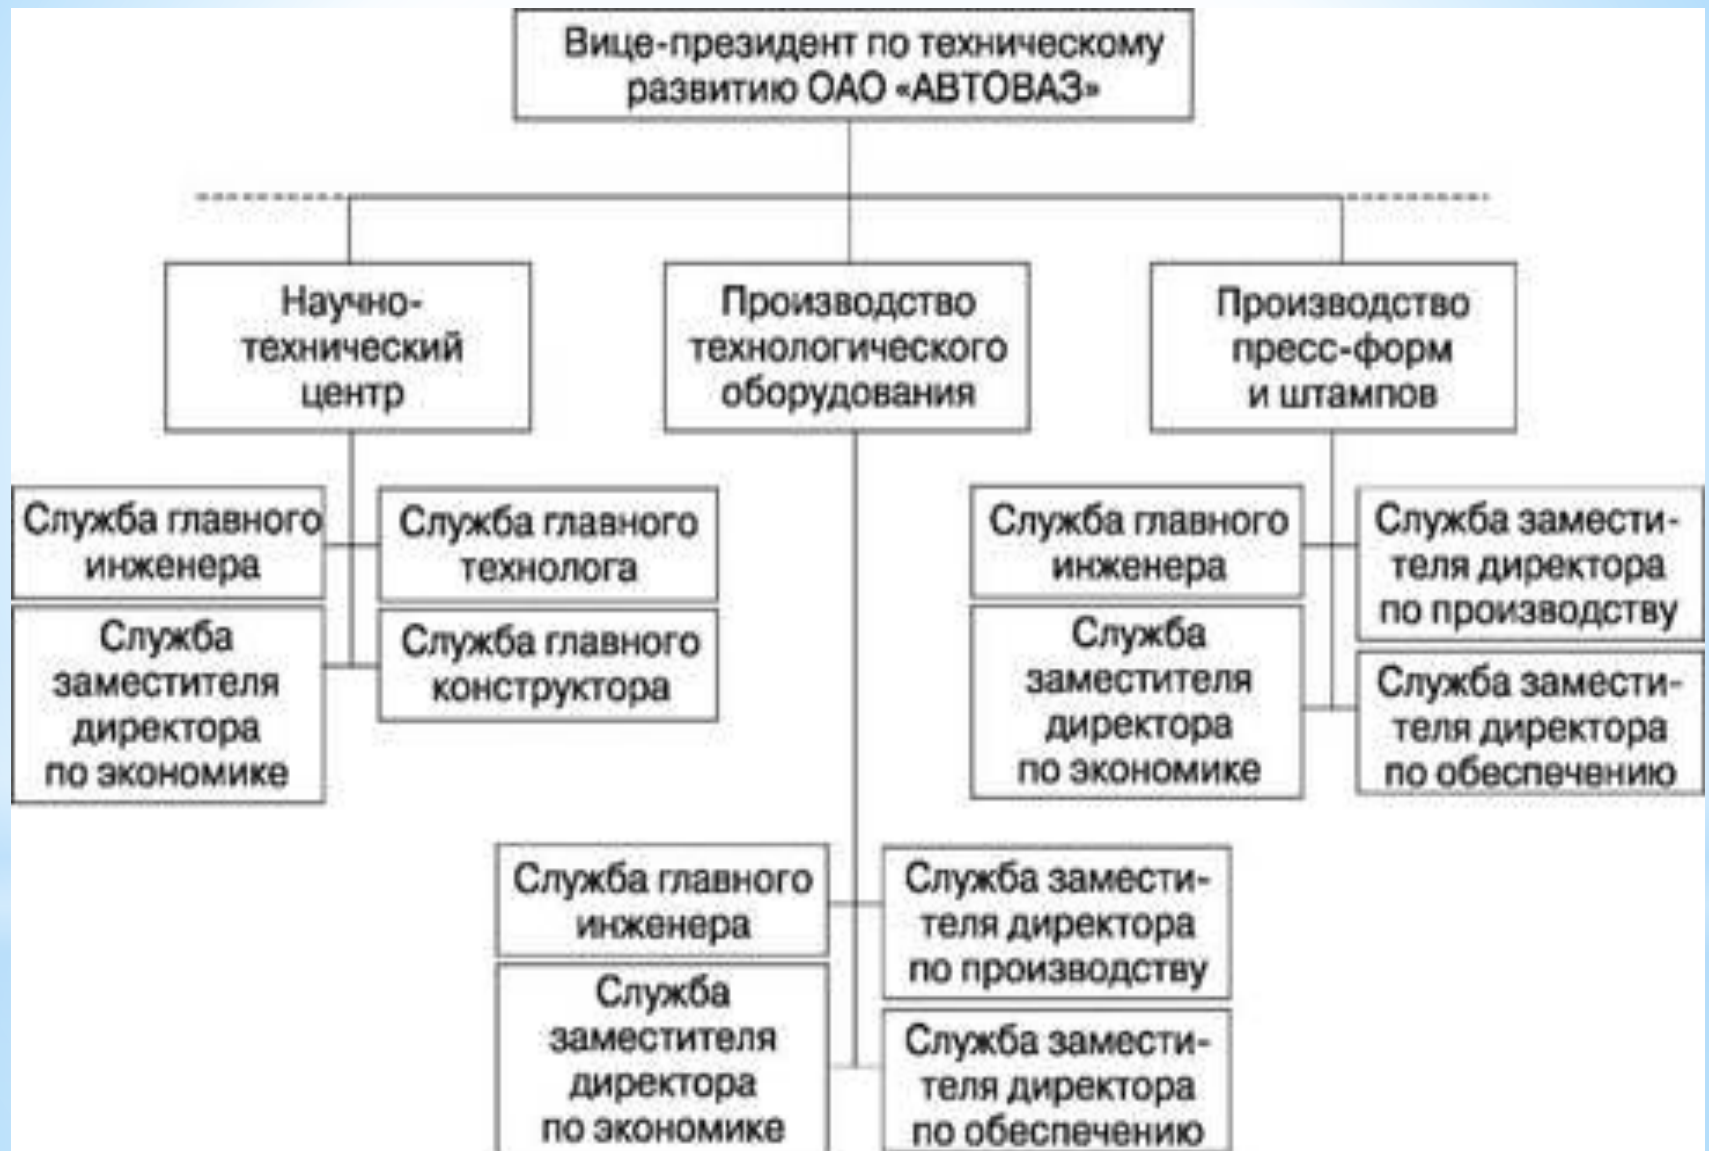 Вице-президент по техническому
развитию ОАО «АВТОВАЗ»
Научно-
технический
центр
Производство
технологического
оборудования
Производство
пресс-форм
и штампов
Служба главного
инженера
Служба главного
технолога
Служба
заместителя
директора
по экономике
Служба главного
конструктора
Служба главного
инженера
Служба замести-
теля директора
по производству
Служба
заместителя
директора
по экономике
Служба замести-
теля директора
по обеспечению
Служба главного
инженера
Служба замести-
теля директора
по производству
Служба
заместителя
директора
по экономике
Служба замести-
теля директора
по обеспечению